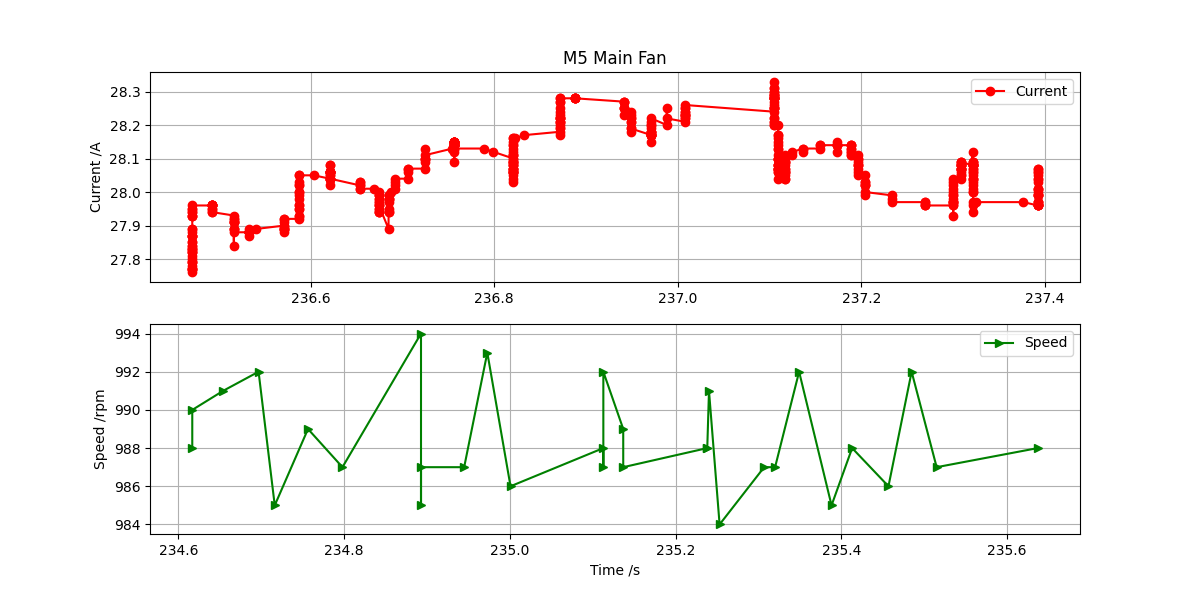 M5 Main Fan
Current /A
28.3
28.2
28.1
28.0
27.9
27.8
Current
236.6 236.8 237.0 237.2 237.4
Speed /rpm
994
992
990
988
986
984
Speed
234.6 234.8 235.0 235.2 235.4 235.6
Time /s